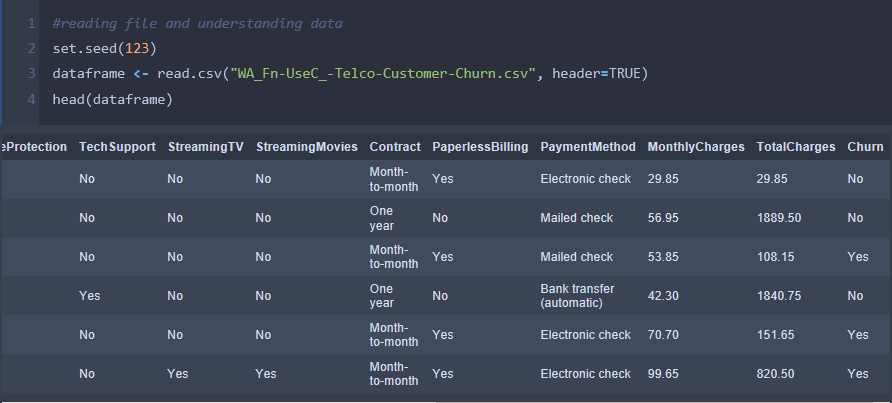 1 #reading file and understanding data
2 set.seed(123)
3 dataframe <- read.csv("WA_Fn-UseC_-Telco-Customer-Churn.csv", header=TRUE)
4 head(dataframe)
eProtection TechSupport StreamingTV StreamingMovies Contract PaperlessBilling PaymentMethod MonthlyCharges TotalCharges Churn
No No No Month-to-month Yes Electronic check 29.85 29.85 No
No No No One year No Mailed check 56.95 1889.50 No
No No No Month-to-month Yes Mailed check 53.85 108.15 Yes
Yes No No One year No Bank transfer (automatic) 42.30 1840.75 No
No No No Month-to-month Yes Electronic check 70.70 151.65 Yes
No Yes Yes Month-to-month Yes Electronic check 99.65 820.50 Yes